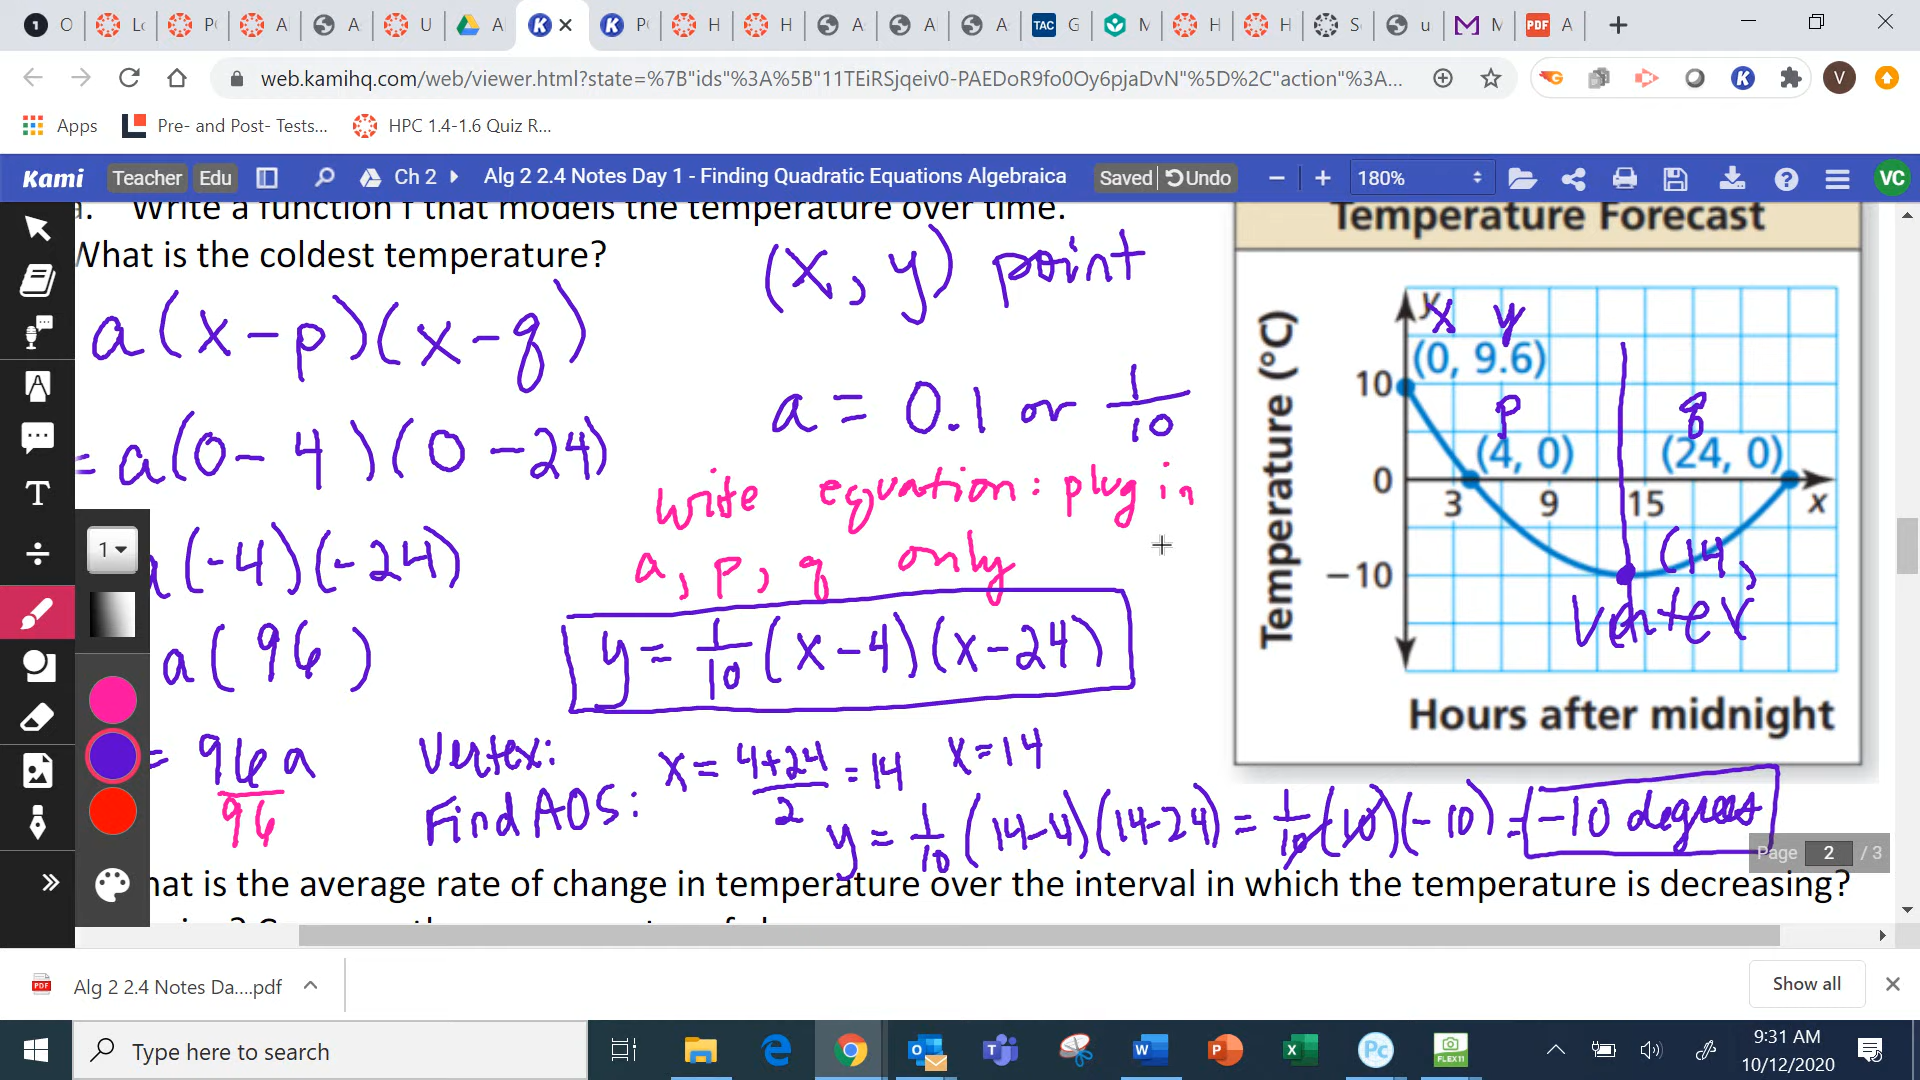 web.kamihq.com/web/viewer.html?state=%7B"ids"%3A%5B"11TEiRSjqeiv0-PAEDoR9fo0Oy6pjaDvN"%5D%2C"action"%3A...
V
Apps Pre- and Post- Tests... HPC 1.4-1.6 Quiz R...
Kami Teacher Edu Ch 2 Alg 2 2.4 Notes Day 1 - Finding Quadratic Equations Algebraica Saved Undo 180% VC
a. Write a function f that models the temperature over time.
What is the coldest temperature?
(x, y) point
a(x-p)(x-q)
= a(0-4)(0-24)
a = 0.1 or 1/10
write equation: plug in
a, p, q only
a(-4)(-24)
a(96)
y = 1/10 (x-4)(x-24)
= 96a
96
Vertex:
Find AOS:
x = 4+24/2 = 14
x=14
y = 1/10 (14-4)(14-24) = 1/10 (10)(-10) = -10 degrees
Temperature Forecast
Temperature (°C)
y
x y
(0, 9.6)
10
p q
(4, 0) (24, 0)
0
3 9 15 x
(14,
-10
vertex
Hours after midnight
Page 2 / 3
hat is the average rate of change in temperature over the interval in which the temperature is decreasing?
1
Alg 2 2.4 Notes Da....pdf
Show all
Type here to search
9:31 AM
10/12/2020